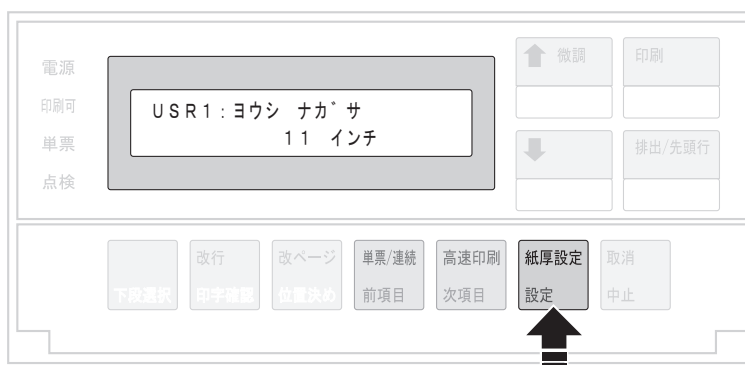 電源
印刷可
単票
点検
USR1:ヨウシ ナガサ
11 インチ
微調
印刷
排出/先頭行
下段選択
改行
印字確認
改ページ
位置決め
単票/連続
前項目
高速印刷
次項目
紙厚設定
設定
取消
中止